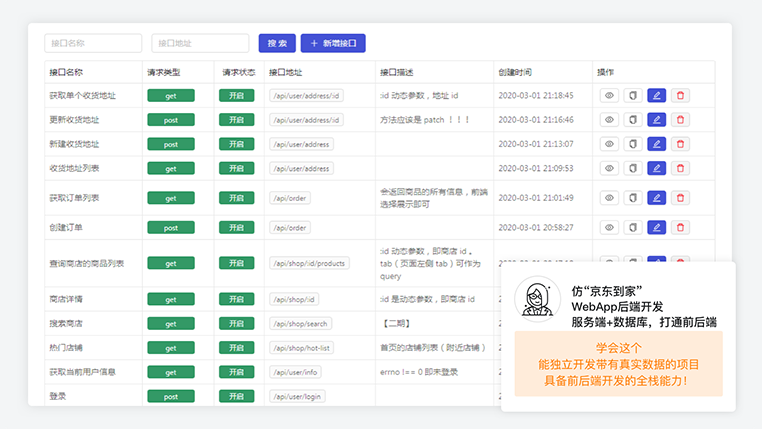 接口名称 接口地址 搜 索 + 新增接口
接口名称 请求类型 请求状态 接口地址 接口描述 创建时间 操作
获取单个收货地址 get 开启 /api/user/address/:id :id 动态参数，地址 id 2020-03-01 21:18:45
更新收货地址 post 开启 /api/user/address/:id 方法应该是 patch ！！！ 2020-03-01 21:16:46
新建收货地址 post 开启 /api/user/address 2020-03-01 21:13:07
收货地址列表 get 开启 /api/user/address 2020-03-01 21:09:53
获取订单列表 get 开启 /api/order 会返回商品的所有信息，前端
选择展示即可 2020-03-01 21:01:49
创建订单 post 开启 /api/order 2020-03-01 20:58:27
查询商店的商品列表 get 开启 /api/shop/:id/products :id 动态参数，即商店 id 。
tab（页面左侧 tab）可作为
query
商店详情 get 开启 /api/shop/:id :id 是动态参数，即商店 id
搜索商店 get 开启 /api/shop/search 【二期】
热门店铺 get 开启 /api/shop/hot-list 首页的店铺列表（附近店铺）
获取当前用户信息 get 开启 /api/user/info errno !== 0 即未登录
登录 post 开启 /api/user/login
仿“京东到家”
WebApp后端开发
服务端+数据库，打通前后端
学会这个
能独立开发带有真实数据的项目
具备前后端开发的全栈能力！